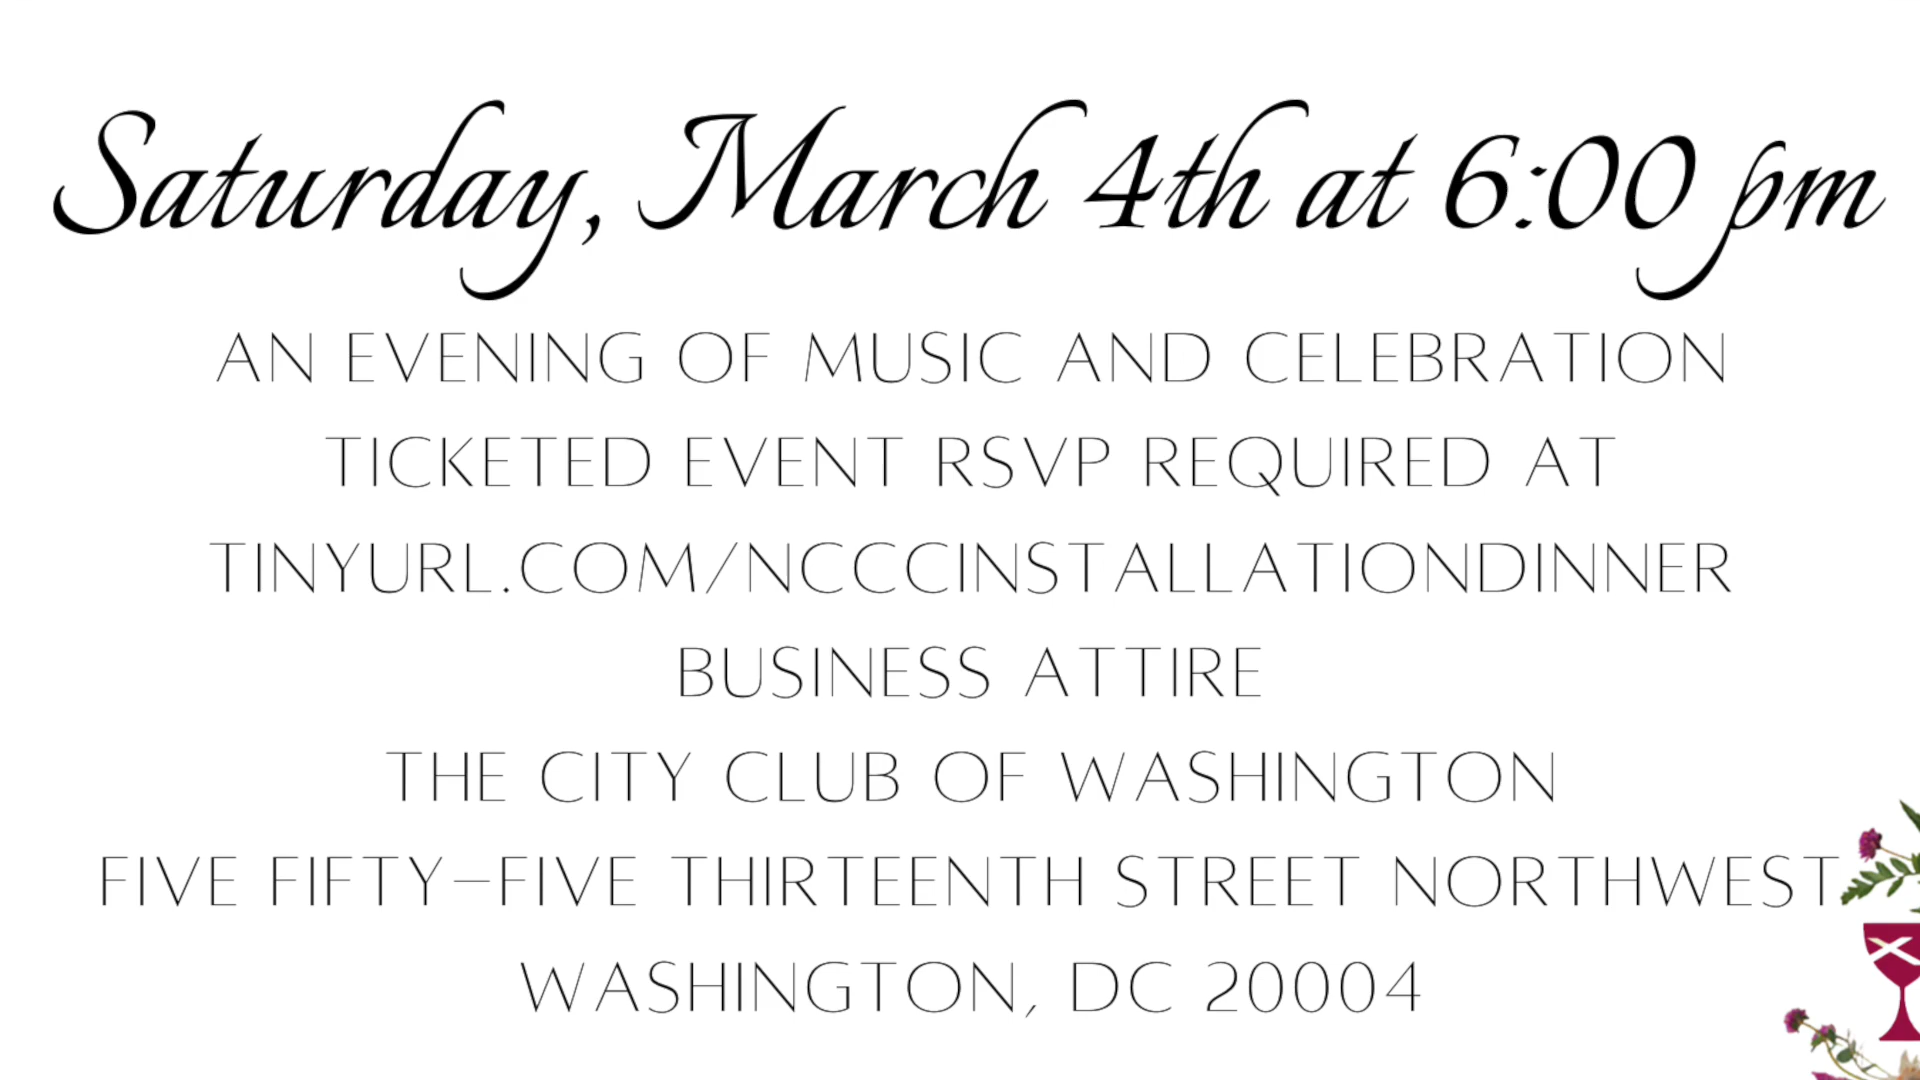 Saturday, March 4th at 6:00 pm
AN EVENING OF MUSIC AND CELEBRATION
TICKETED EVENT RSVP REQUIRED AT
TINYURL.COM/NCCCINSTALLATIONDINNER
BUSINESS ATTIRE
THE CITY CLUB OF WASHINGTON
FIVE FIFTY-FIVE THIRTEENTH STREET NORTHWEST
WASHINGTON, DC 20004